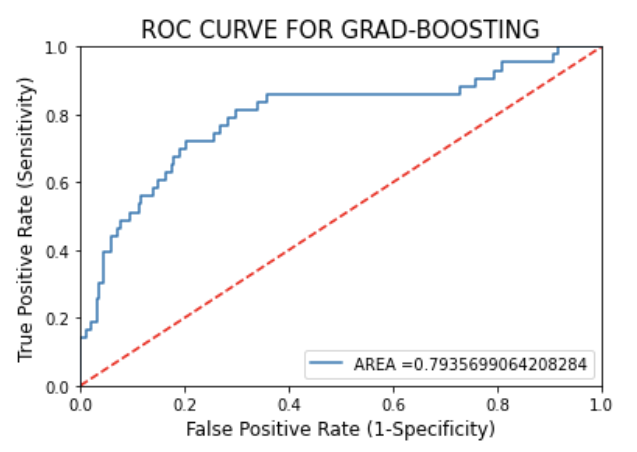 ROC CURVE FOR GRAD-BOOSTING
1.0
0.8
0.6
0.4
0.2
0.0
True Positive Rate (Sensitivity)
AREA =0.7935699064208284
0.0 0.2 0.4 0.6 0.8 1.0
False Positive Rate (1-Specificity)